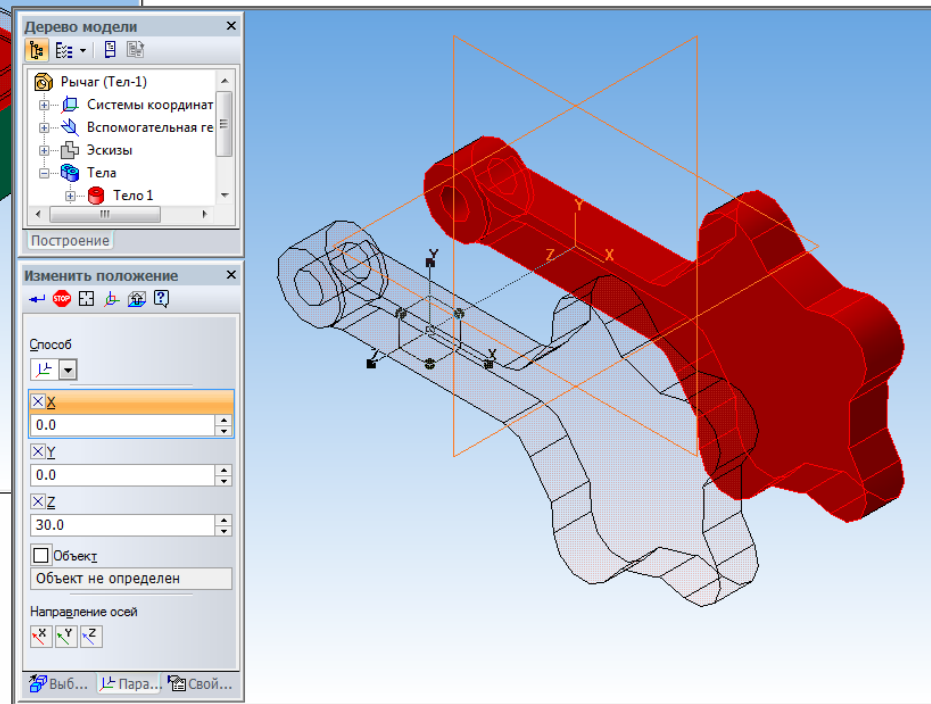 Дерево модели
Рычаг (Тел-1)
Системы координат
Вспомогательная ге
Эскизы
Тела
Тело 1
Построение
Изменить положение
STOP
Способ
X
0.0
Y
0.0
Z
30.0
Объект
Объект не определен
Направление осей
X Y Z
Выб... Пара... Свой...
Y
Z X
Y
Z X